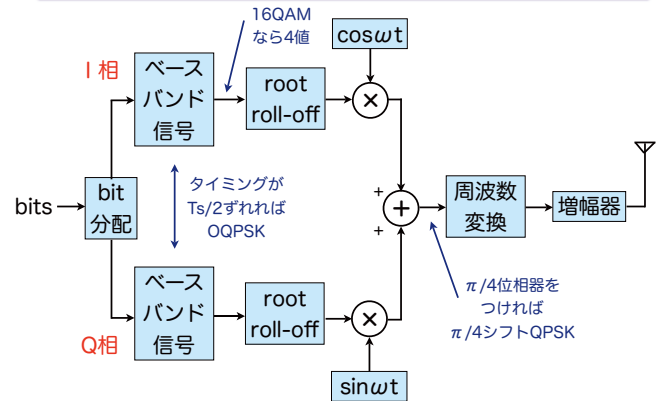 16QAM
なら4値
cosωt
I 相
ベース
バンド
信号
root
roll-off
×
bits
bit
分配
タイミングが
Ts/2ずれれば
OQPSK
+
+
+
周波数
変換
増幅器
π/4位相器を
つければ
π/4シフトQPSK
Q相
ベース
バンド
信号
root
roll-off
×
sinωt